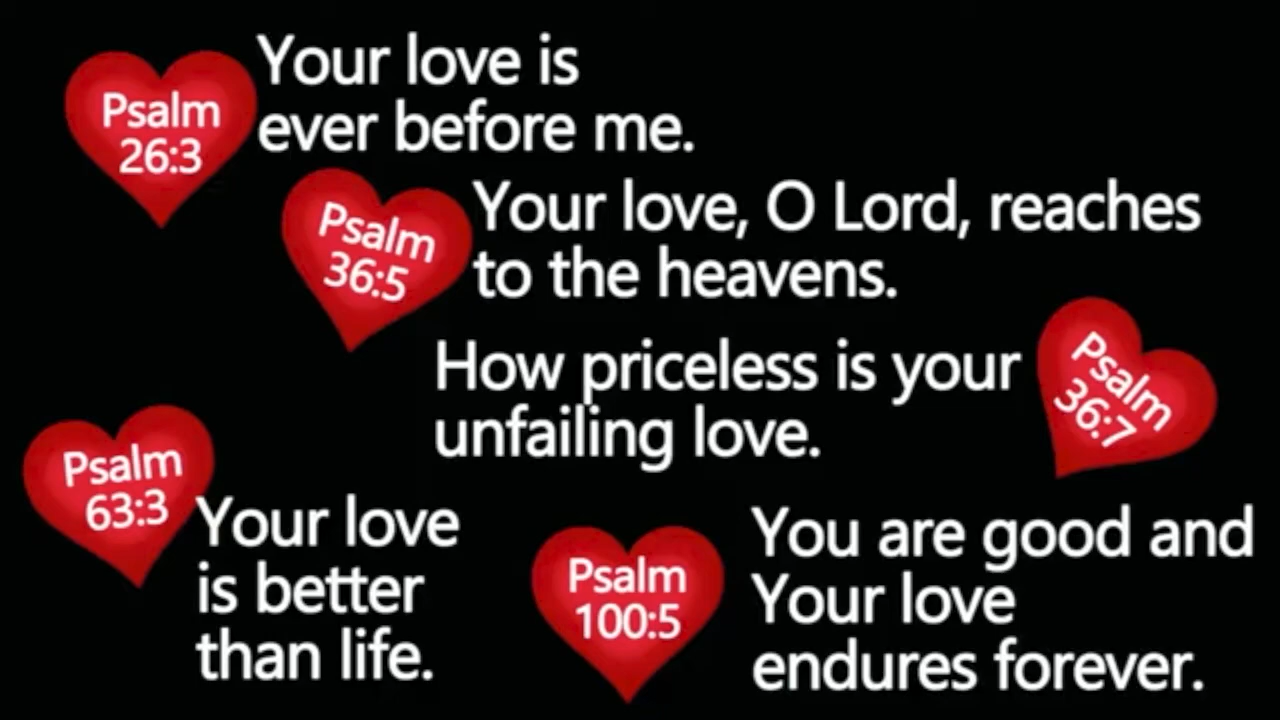 Psalm
26:3
Your love is
ever before me.
Psalm
36:5
Your love, O Lord, reaches
to the heavens.
How priceless is your
unfailing love.
Psalm
36:7
Psalm
63:3
Your love
is better
than life.
Psalm
100:5
You are good and
Your love
endures forever.